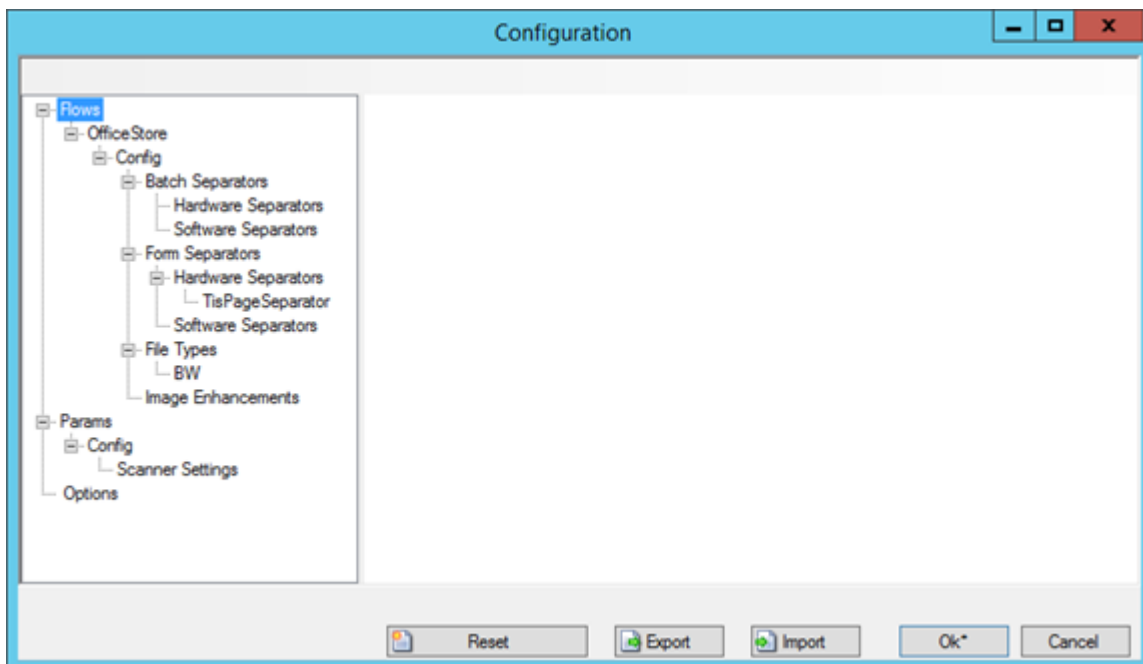 Configuration
Flows
OfficeStore
Config
Batch Separators
Hardware Separators
Software Separators
Form Separators
Hardware Separators
TisPageSeparator
Software Separators
File Types
BW
Image Enhancements
Params
Config
Scanner Settings
Options
Reset Export Import Ok* Cancel